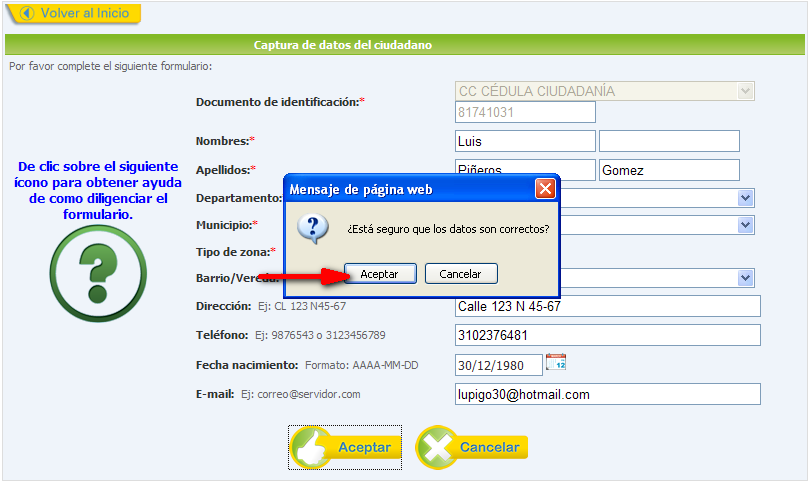 Volver al Inicio
Captura de datos del ciudadano
Por favor complete el siguiente formulario:
Documento de identificación:*
CC CÉDULA CIUDADANÍA
81741031
Nombres:* Luis
De clic sobre el siguiente
ícono para obtener ayuda
de como diligenciar el
formulario.
Apellidos:* Piñeros Gomez
Departamento:
Municipio:*
Tipo de zona:*
Barrio/Vereda:
Mensaje de página web
¿Está seguro que los datos son correctos?
Aceptar Cancelar
Dirección: Ej: CL 123 N45-67 Calle 123 N 45-67
Teléfono: Ej: 9876543 o 3123456789 3102376481
Fecha nacimiento: Formato: AAAA-MM-DD 30/12/1980 12
E-mail: Ej: correo@servidor.com lupigo30@hotmail.com
Aceptar Cancelar